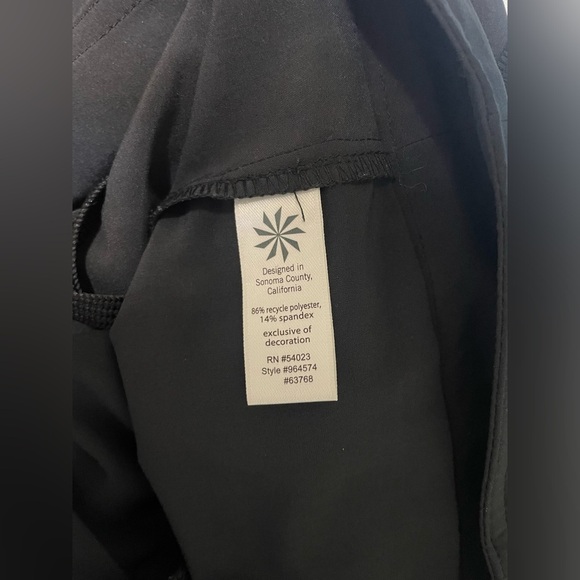 Designed in
Sonoma County,
California
86% recycle polyester,
14% spandex
exclusive of
decoration
RN #54023
Style #964574
#63768